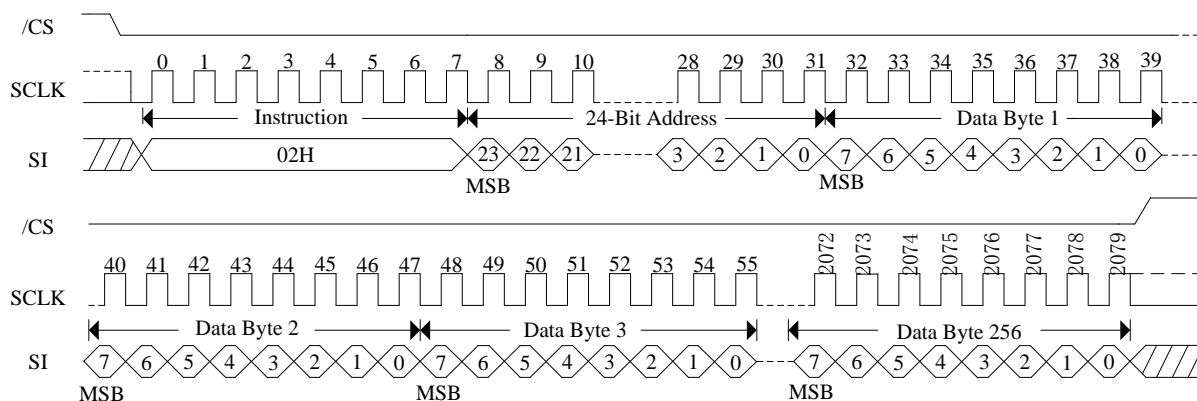 /CS
0 1 2 3 4 5 6 7 8 9 10 28 29 30 31 32 33 34 35 36 37 38 39
SCLK
Instruction 24-Bit Address Data Byte 1
SI 02H 23 22 21 3 2 1 0 7 6 5 4 3 2 1 0
MSB MSB
/CS
40 41 42 43 44 45 46 47 48 49 50 51 52 53 54 55 2072 2073 2074 2075 2076 2077 2078 2079
SCLK
Data Byte 2 Data Byte 3 Data Byte 256
SI 7 6 5 4 3 2 1 0 7 6 5 4 3 2 1 0 7 6 5 4 3 2 1 0
MSB MSB MSB